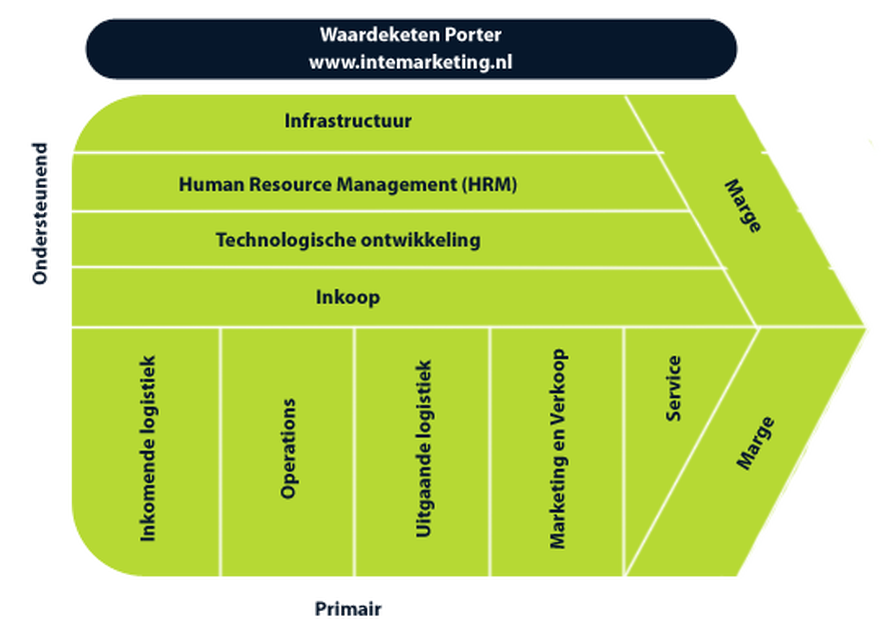 Waardeketen Porter
www.intemarketing.nl
Ondersteunend
Infrastructuur
Human Resource Management (HRM)
Technologische ontwikkeling
Inkoop
Marge
Inkomende logistiek
Operations
Uitgaande logistiek
Marketing en Verkoop
Service
Marge
Primair